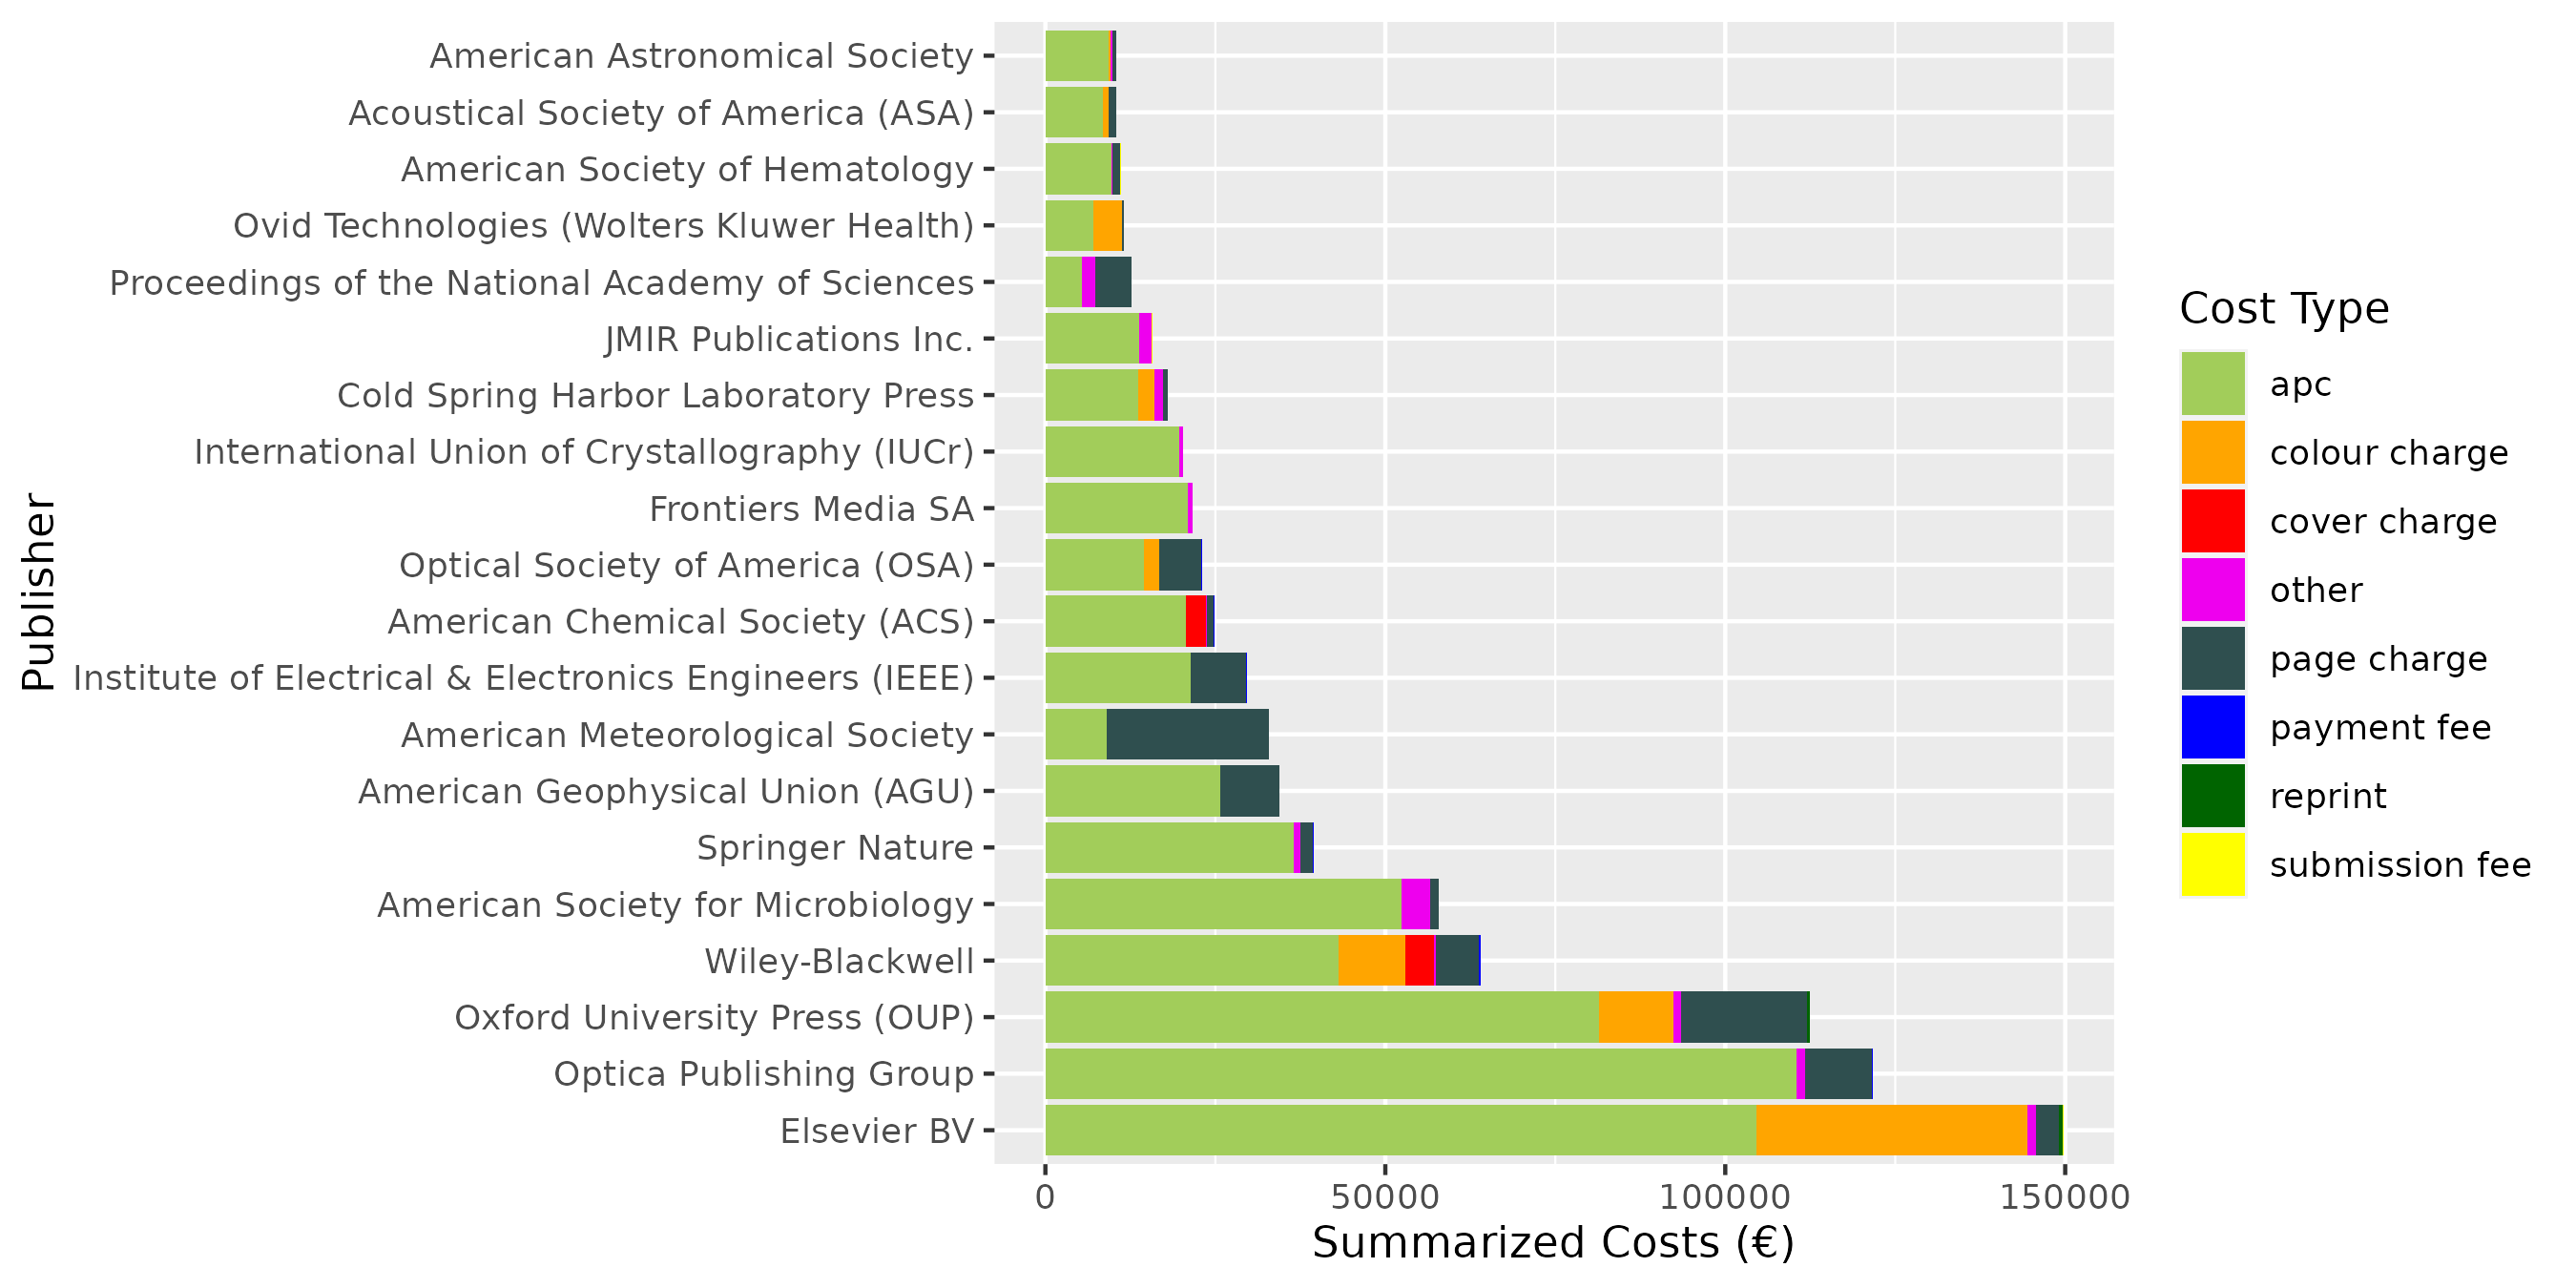 American Astronomical Society
Acoustical Society of America (ASA)
American Society of Hematology
Ovid Technologies (Wolters Kluwer Health)
Proceedings of the National Academy of Sciences
JMIR Publications Inc.
Cold Spring Harbor Laboratory Press
International Union of Crystallography (IUCr)
Frontiers Media SA
Optical Society of America (OSA)
American Chemical Society (ACS)
Institute of Electrical & Electronics Engineers (IEEE)
American Meteorological Society
American Geophysical Union (AGU)
Springer Nature
American Society for Microbiology
Wiley-Blackwell
Oxford University Press (OUP)
Optica Publishing Group
Elsevier BV
Publisher
0 50000 100000 150000
Summarized Costs (€)
Cost Type
apc
colour charge
cover charge
other
page charge
payment fee
reprint
submission fee